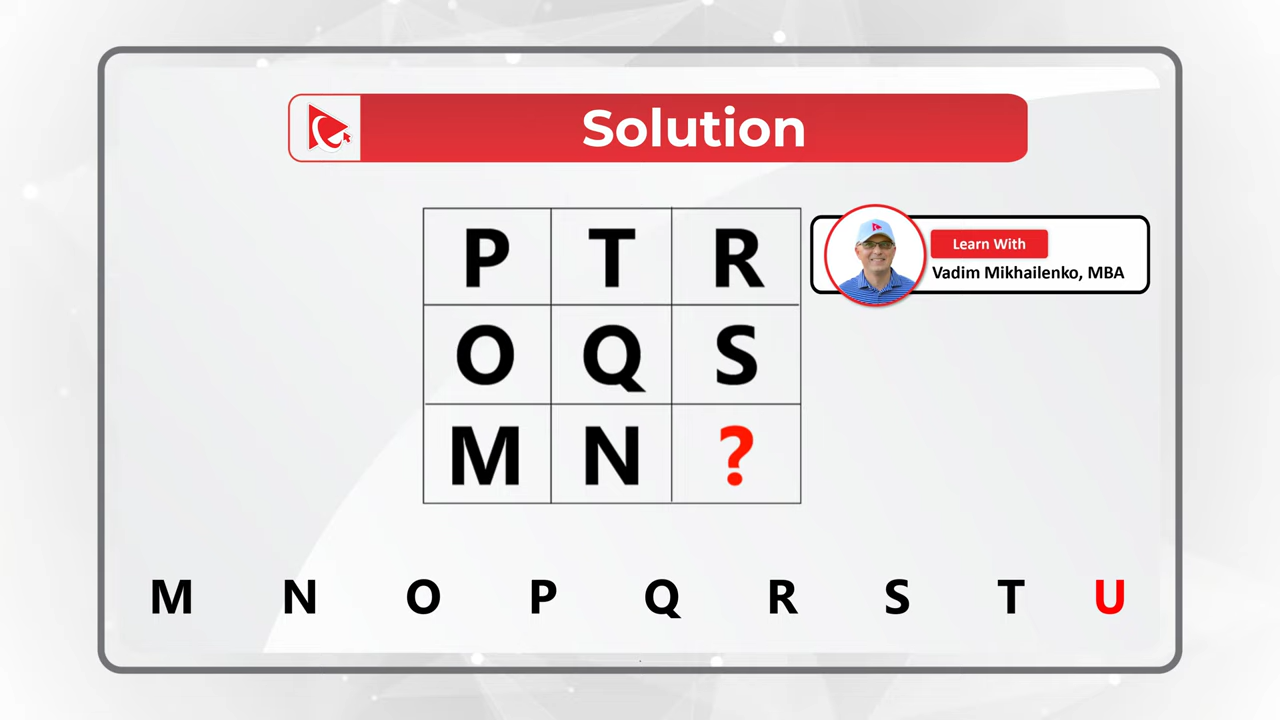 Solution
P T R
Learn With
Vadim Mikhailenko, MBA
O Q S
M N ?
M N O P Q R S T U